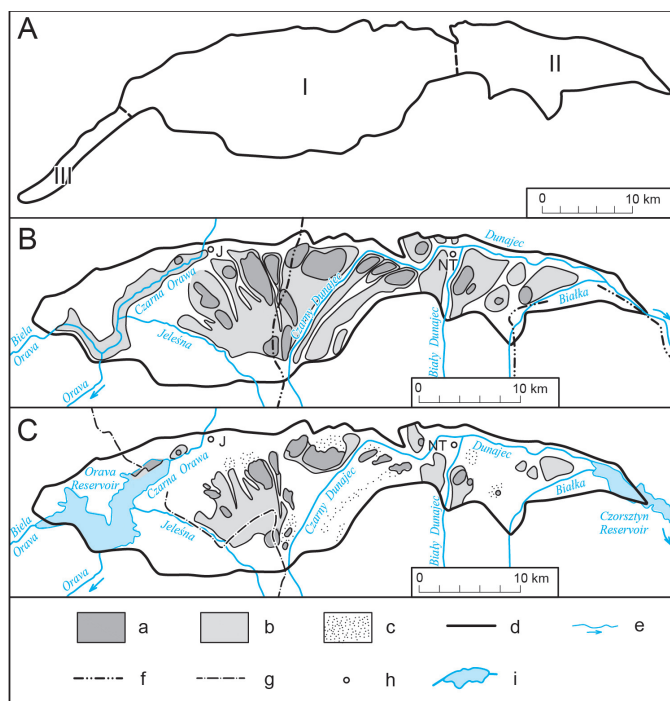 A
I
II
III
0
10 km
B
J
NT
Dunajec
Czarna Orawa
Czarny Dunajec
Białka
Biela
Orava
Jeleśna
Biały Dunajec
Orava
0
10 km
C
J
NT
Dunajec
Orava
Reservoir
Czarna Orawa
Czarny Dunajec
Białka
Biela
Orava
Jeleśna
Biały Dunajec
Czorsztyn
Reservoir
Orava
0
10 km
a
b
c
d
e
f
g
h
i